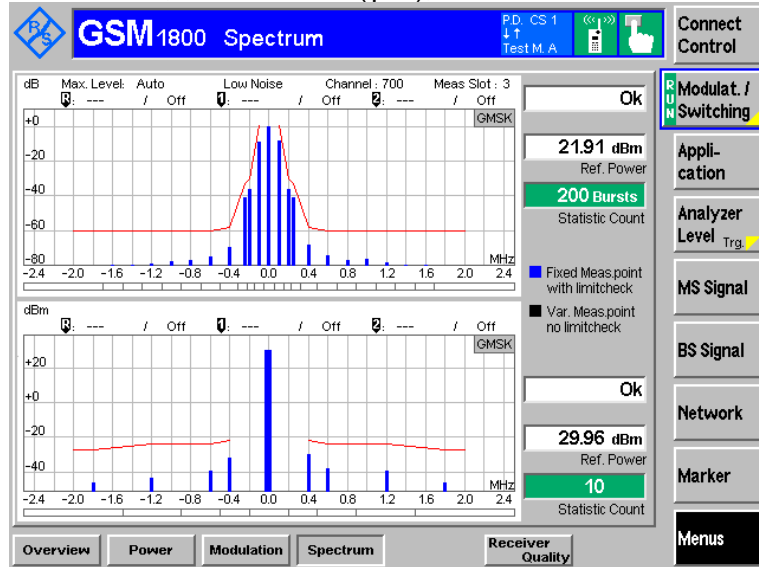 GSM 1800 Spectrum
P.D. CS 1
↓↑
Test M. A
Connect Control
R&S
dB Max. Level: Auto Low Noise Channel : 700 Meas Slot : 3
R: --- / Off 1: --- / Off 2: --- / Off
GMSK
+0
-20
-40
-60
-80
MHz
-2.4 -2.0 -1.6 -1.2 -0.8 -0.4 0.0 0.4 0.8 1.2 1.6 2.0 2.4
Ok
21.91 dBm
Ref. Power
200 Bursts
Statistic Count
Fixed Meas.point
with limitcheck
Var. Meas.point
no limitcheck
dBm
R: --- / Off 1: --- / Off 2: --- / Off
GMSK
+20
+0
-20
-40
MHz
-2.4 -2.0 -1.6 -1.2 -0.8 -0.4 0.0 0.4 0.8 1.2 1.6 2.0 2.4
Ok
29.96 dBm
Ref. Power
10
Statistic Count
RUN
Modulat. /
Switching
Appli-
cation
Analyzer
Level Trg.
MS Signal
BS Signal
Network
Marker
Menus
Overview Power Modulation Spectrum Receiver
Quality